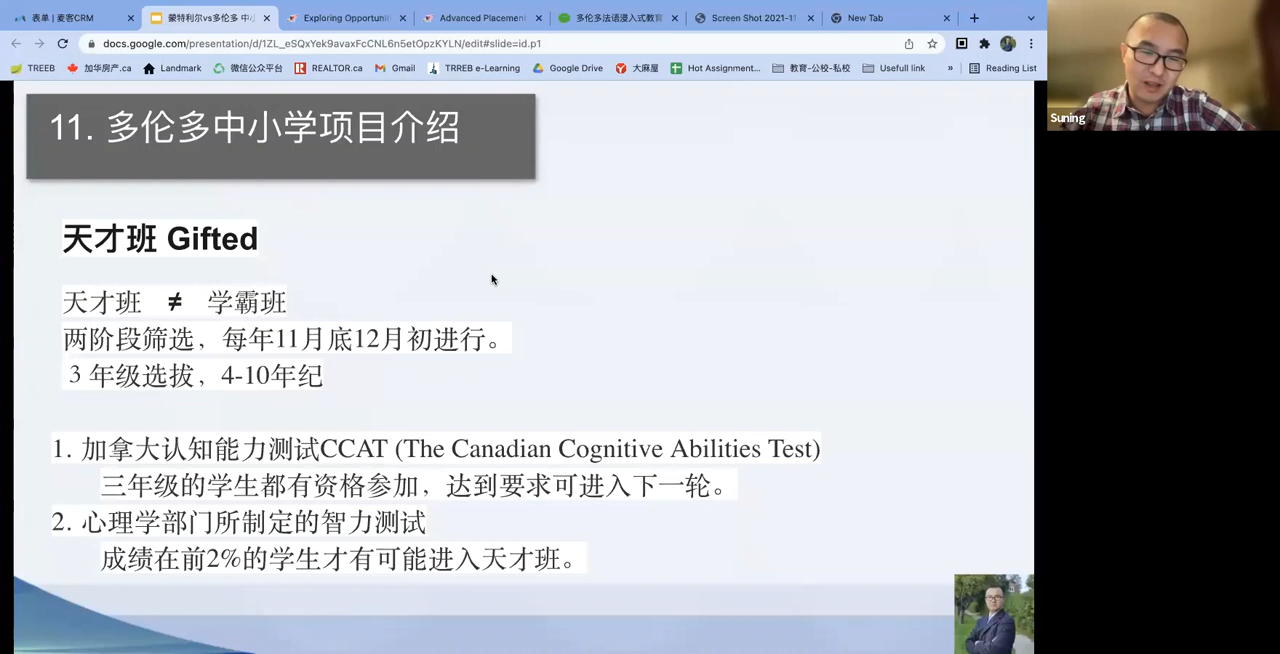 表单 | 麦客CRM
蒙特利尔vs多伦多 中小
Exploring Opportuni
Advanced Placement
多伦多法语浸入式教育
Screen Shot 2021-11
New Tab
docs.google.com/presentation/d/1ZL_eSQxYek9avaxFcCNL6n5etOpzKYLN/edit#slide=id.p1
TREEB
加华房产.ca
Landmark
微信公众平台
REALTOR.ca
Gmail
TRREB e-Learning
Google Drive
大麻屋
Hot Assignment...
教育-公校-私校
Usefull link
»
Reading List
Suning
11. 多伦多中小学项目介绍
天才班 Gifted
天才班 ≠ 学霸班
两阶段筛选，每年11月底12月初进行。
3 年级选拔，4-10年纪
1. 加拿大认知能力测试CCAT (The Canadian Cognitive Abilities Test)
三年级的学生都有资格参加，达到要求可进入下一轮。
2. 心理学部门所制定的智力测试
成绩在前2%的学生才有可能进入天才班。